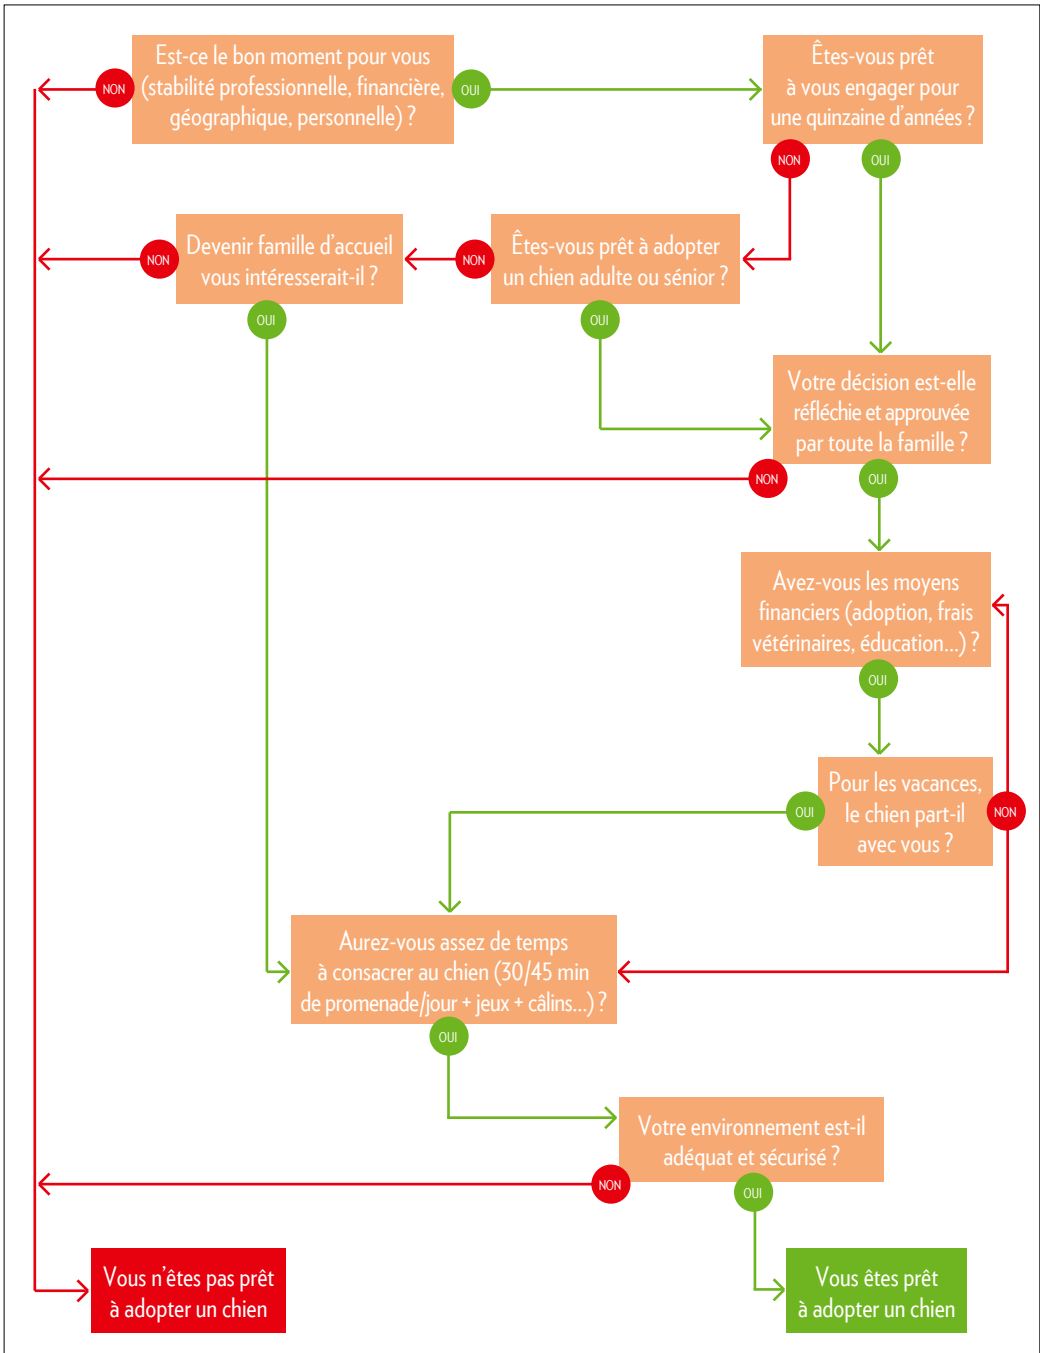 Est-ce le bon moment pour vous
(stabilité professionnelle, financière,
géographique, personnelle) ?
NON
OUI
Êtes-vous prêt
à vous engager pour
une quinzaine d'années ?
NON
OUI
Devenir famille d'accueil
vous intéresserait-il ?
NON
OUI
Êtes-vous prêt à adopter
un chien adulte ou sénior ?
NON
OUI
Votre décision est-elle
réfléchie et approuvée
par toute la famille ?
NON
OUI
Avez-vous les moyens
financiers (adoption, frais
vétérinaires, éducation...) ?
OUI
Pour les vacances,
le chien part-il
avec vous ?
OUI
NON
Aurez-vous assez de temps
à consacrer au chien (30/45 min
de promenade/jour + jeux + câlins...) ?
OUI
Votre environnement est-il
adéquat et sécurisé ?
NON
OUI
Vous n'êtes pas prêt
à adopter un chien
Vous êtes prêt
à adopter un chien